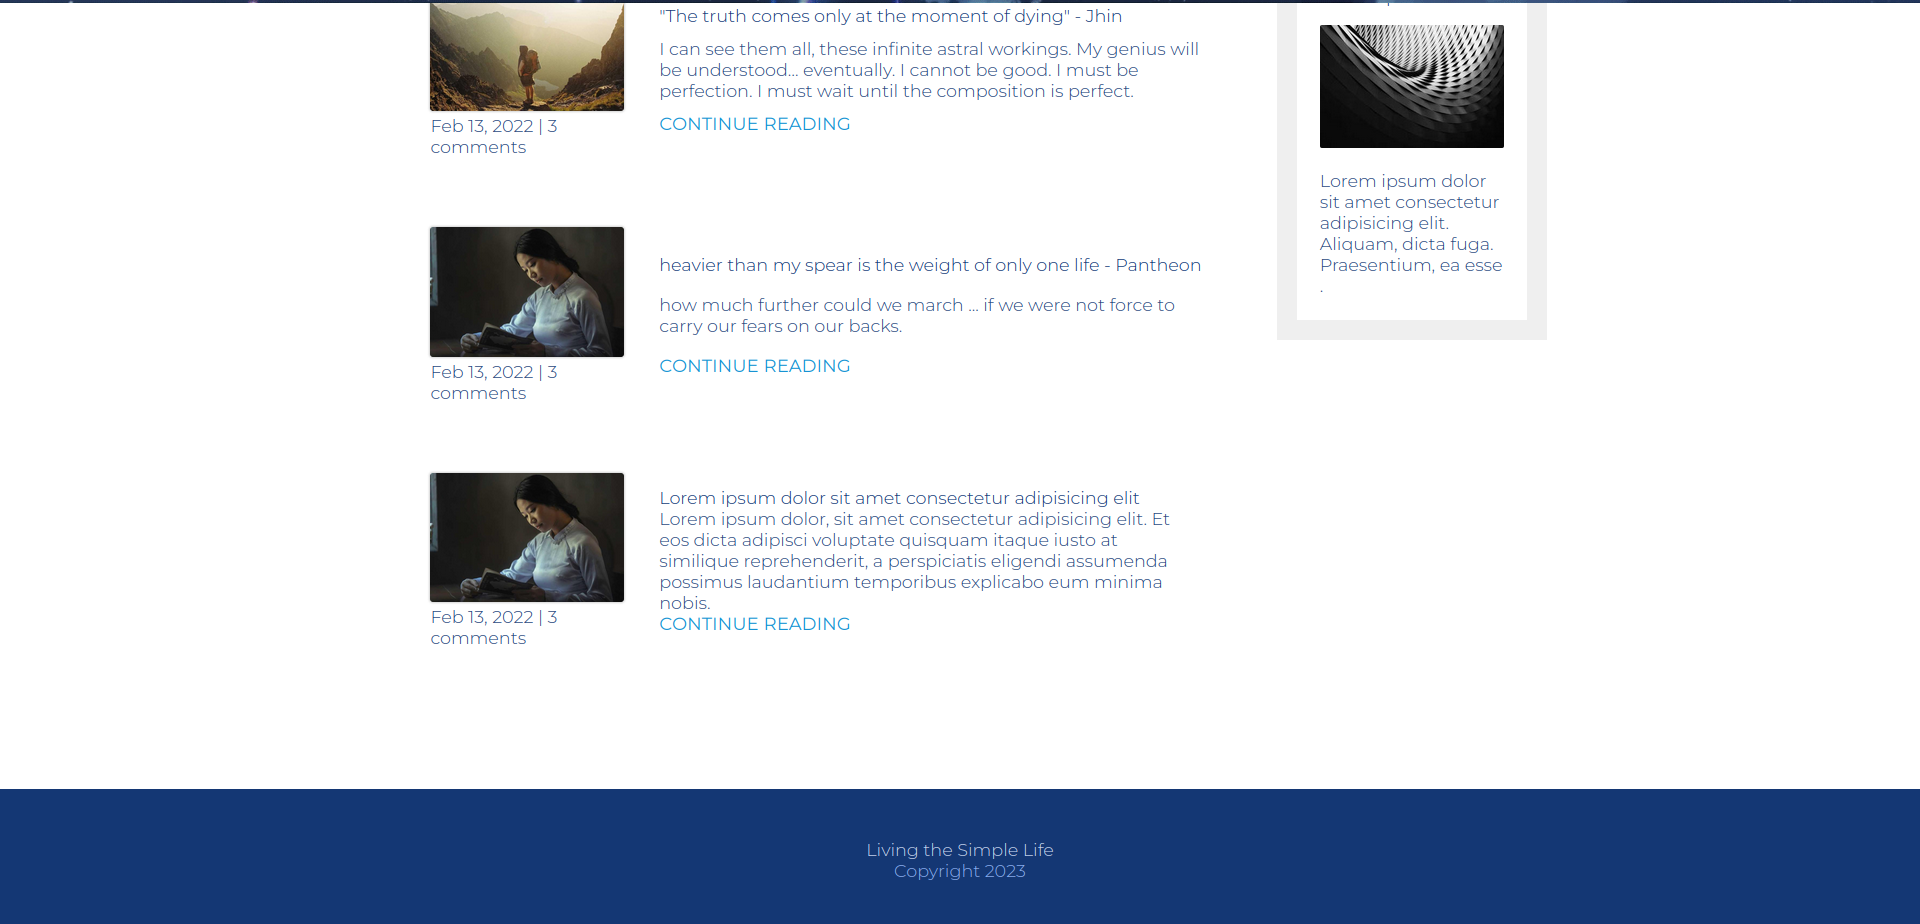 "The truth comes only at the moment of dying" - Jhin
I can see them all, these infinite astral workings. My genius will
be understood... eventually. I cannot be good. I must be
perfection. I must wait until the composition is perfect.
CONTINUE READING
Feb 13, 2022 | 3
comments
heavier than my spear is the weight of only one life - Pantheon
how much further could we march ... if we were not force to
carry our fears on our backs.
CONTINUE READING
Feb 13, 2022 | 3
comments
Lorem ipsum dolor sit amet consectetur adipisicing elit
Lorem ipsum dolor, sit amet consectetur adipisicing elit. Et
eos dicta adipisci voluptate quisquam itaque iusto at
similique reprehenderit, a perspiciatis eligendi assumenda
possimus laudantium temporibus explicabo eum minima
nobis.
CONTINUE READING
Feb 13, 2022 | 3
comments
Lorem ipsum dolor
sit amet consectetur
adipisicing elit.
Aliquam, dicta fuga.
Praesentium, ea esse
.
Living the Simple Life
Copyright 2023